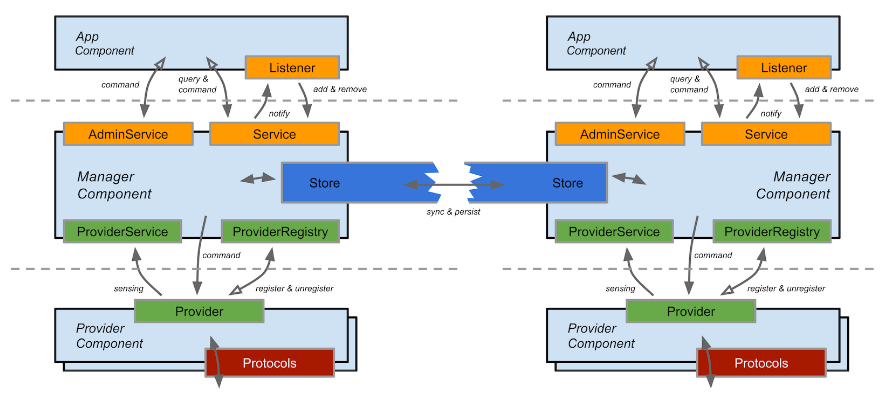 App
Component
Listener
command
query &
command
add & remove
notify
AdminService
Service
Manager
Component
Store
ProviderService
ProviderRegistry
command
sensing
register & unregister
Provider
Provider
Component
Protocols
sync & persist
App
Component
Listener
command
query &
command
add & remove
notify
AdminService
Service
Store
Manager
Component
ProviderService
ProviderRegistry
command
sensing
register & unregister
Provider
Provider
Component
Protocols